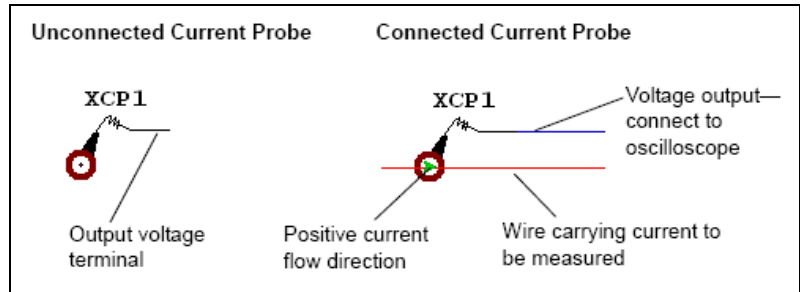 Unconnected Current Probe
Connected Current Probe
XCP1
XCP1
Voltage output—
connect to
oscilloscope
Output voltage
terminal
Positive current
flow direction
Wire carrying current to
be measured